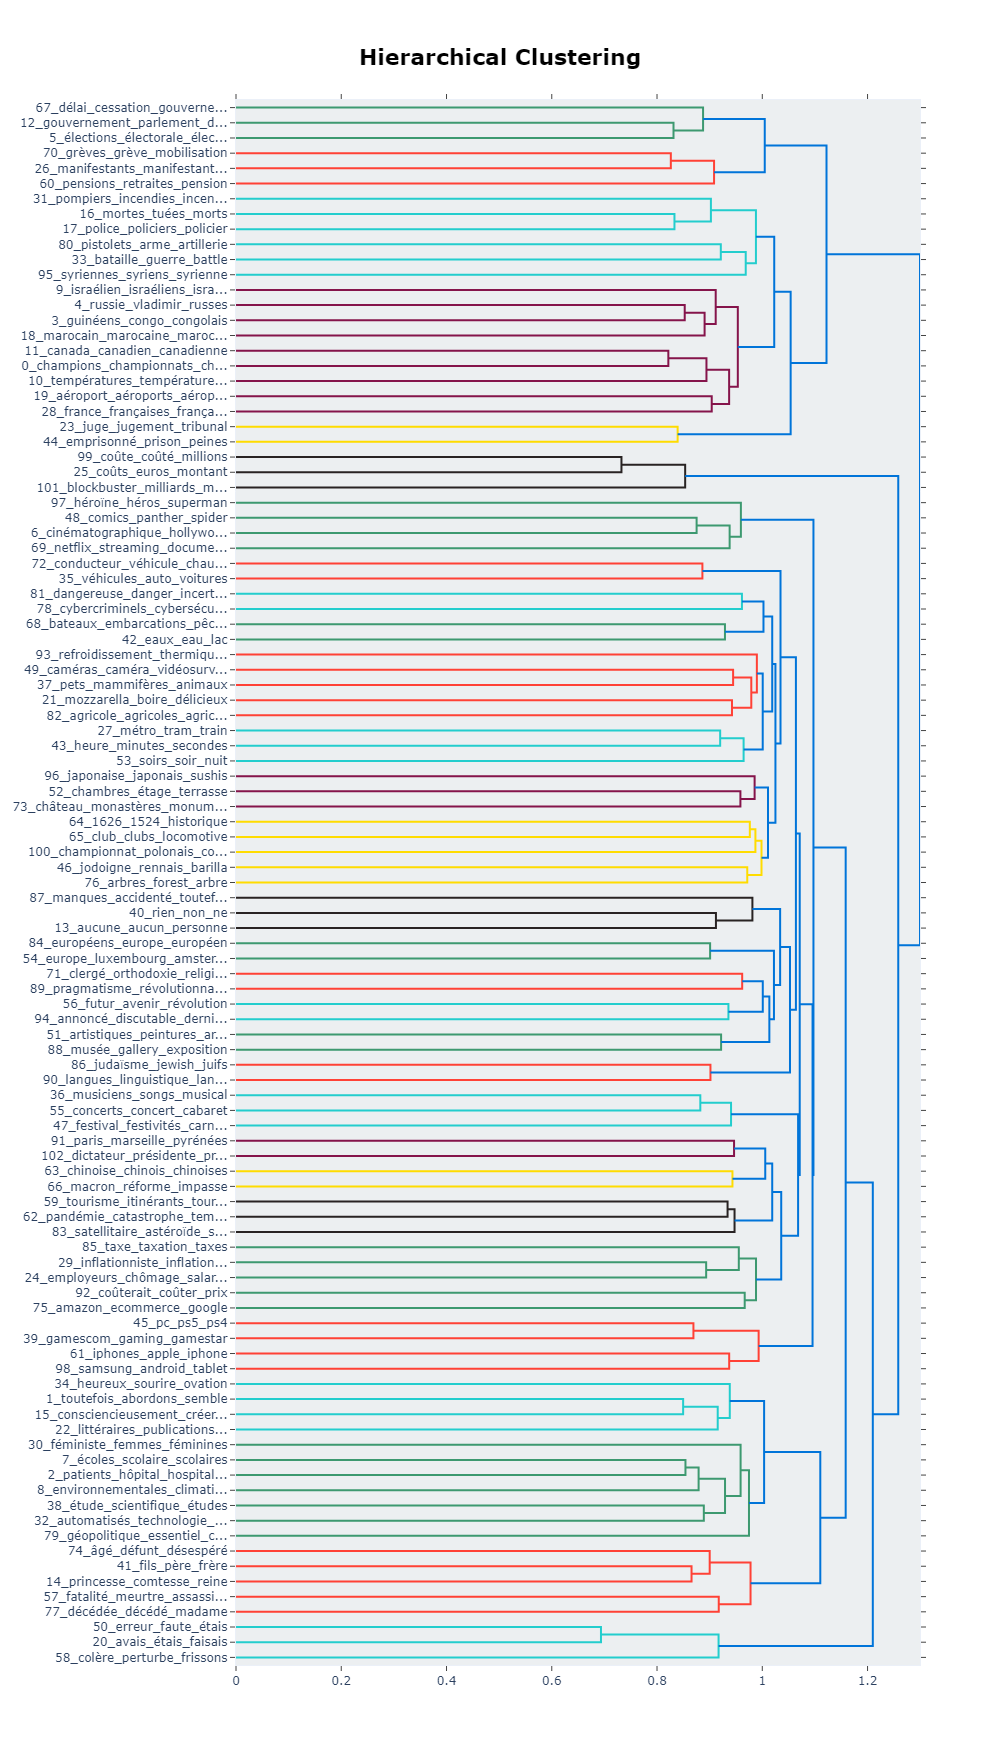 Hierarchical Clustering
67_délai_cessation_gouverne...
12_gouvernement_parlement_d...
5_élections_électorale_élec...
70_grèves_grève_mobilisation
26_manifestants_manifestant...
60_pensions_retraites_pension
31_pompiers_incendies_incen...
16_mortes_tuées_morts
17_police_policiers_policier
80_pistolets_arme_artillerie
33_bataille_guerre_battle
95_syriennes_syriens_syrienne
9_israélien_israéliens_isra...
4_russie_vladimir_russes
3_guinéens_congo_congolais
18_marocain_marocaine_maroc...
11_canada_canadien_canadienne
0_champions_championnats_ch...
10_températures_température...
19_aéroport_aéroports_aérop...
28_france_françaises_frança...
23_juge_jugement_tribunal
44_emprisonné_prison_peines
99_coûte_coûté_millions
25_coûts_euros_montant
101_blockbuster_milliards_m...
97_héroïne_héros_superman
48_comics_panther_spider
6_cinématographique_hollywo...
69_netflix_streaming_docume...
72_conducteur_véhicule_chau...
35_véhicules_auto_voitures
81_dangereuse_danger_incert...
78_cybercriminels_cybersécu...
68_bateaux_embarcations_pêc...
42_eaux_eau_lac
93_refroidissement_thermiqu...
49_caméras_caméra_vidéosurv...
37_pets_mammifères_animaux
21_mozzarella_boire_délicieux
82_agricole_agricoles_agric...
27_métro_tram_train
43_heure_minutes_secondes
53_soirs_soir_nuit
96_japonaise_japonais_sushis
52_chambres_étage_terrasse
73_château_monastères_monum...
64_1626_1524_historique
65_club_clubs_locomotive
100_championnat_polonais_co...
46_jodoigne_rennais_barilla
76_arbres_forest_arbre
87_manques_accidenté_toutef...
40_rien_non_ne
13_aucune_aucun_personne
84_européens_europe_européen
54_europe_luxembourg_amster...
71_clergé_orthodoxie_religi...
89_pragmatisme_révolutionna...
56_futur_avenir_révolution
94_annoncé_discutable_derni...
51_artistiques_peintures_ar...
88_musée_gallery_exposition
86_judaïsme_jewish_juifs
90_langues_linguistique_lan...
36_musiciens_songs_musical
55_concerts_concert_cabaret
47_festival_festivités_carn...
91_paris_marseille_pyrénées
102_dictateur_présidente_pr...
63_chinoise_chinois_chinoises
66_macron_réforme_impasse
59_tourisme_itinérants_tour...
62_pandémie_catastrophe_tem...
83_satellitaire_astéroïde_s...
85_taxe_taxation_taxes
29_inflationniste_inflation...
24_employeurs_chômage_salar...
92_coûterait_coûter_prix
75_amazon_ecommerce_google
45_pc_ps5_ps4
39_gamescom_gaming_gamestar
61_iphones_apple_iphone
98_samsung_android_tablet
34_heureux_sourire_ovation
1_toutefois_abordons_semble
15_consciencieusement_créer...
22_littéraires_publications...
30_féministe_femmes_féminines
7_écoles_scolaire_scolaires
2_patients_hôpital_hospital...
8_environnementales_climati...
38_étude_scientifique_études
32_automatisés_technologie_...
79_géopolitique_essentiel_c...
74_âgé_défunt_désespéré
41_fils_père_frère
14_princesse_comtesse_reine
57_fatalité_meurtre_assassi...
77_décédée_décédé_madame
50_erreur_faute_étais
20_avais_étais_faisais
58_colère_perturbe_frissons
0 0.2 0.4 0.6 0.8 1 1.2